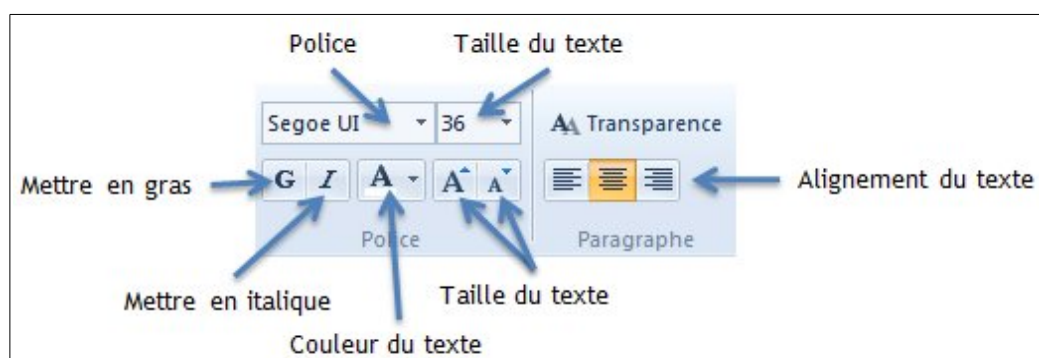 Police
Taille du texte
Segoe UI
36
AA Transparence
Mettre en gras
G I A A A
Alignement du texte
Police
Paragraphe
Mettre en italique
Taille du texte
Couleur du texte